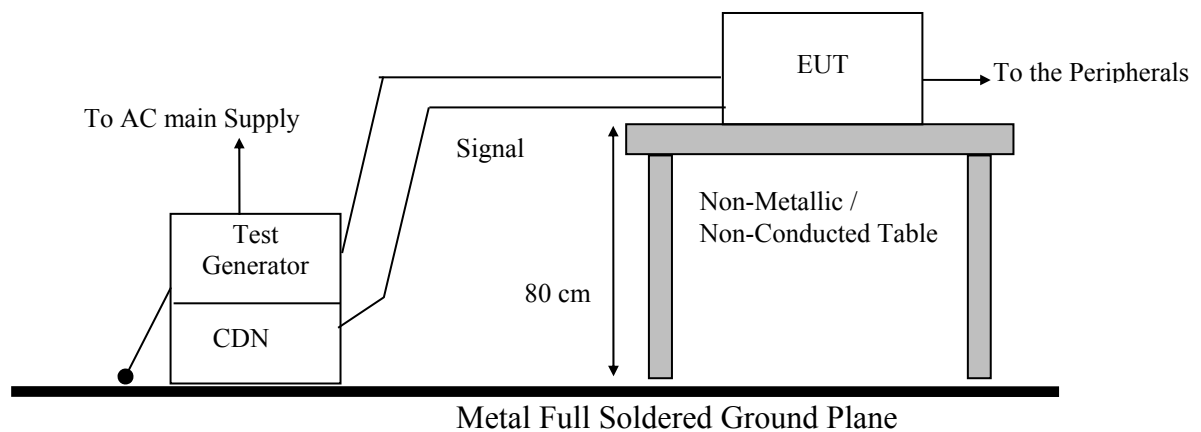 EUT
To the Peripherals
To AC main Supply
Signal
Test
Generator
Non-Metallic /
Non-Conducted Table
80 cm
CDN
Metal Full Soldered Ground Plane